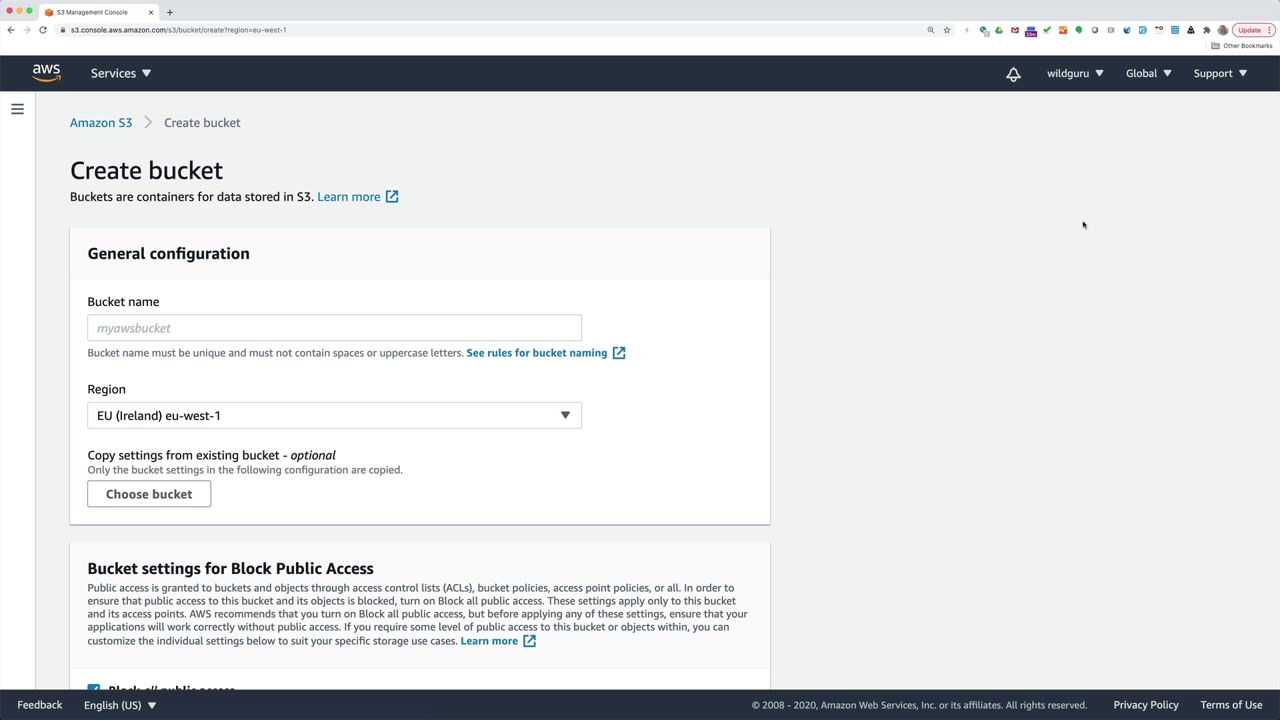 S3 Management Console
s3.console.aws.amazon.com/s3/bucket/create?region=eu-west-1
Update
Other Bookmarks
aws
Services
wildguru
Global
Support
Amazon S3
Create bucket
Create bucket
Buckets are containers for data stored in S3. Learn more
General configuration
Bucket name
myawsbucket
Bucket name must be unique and must not contain spaces or uppercase letters. See rules for bucket naming
Region
EU (Ireland) eu-west-1
Copy settings from existing bucket - optional
Only the bucket settings in the following configuration are copied.
Choose bucket
Bucket settings for Block Public Access
Public access is granted to buckets and objects through access control lists (ACLs), bucket policies, access point policies, or all. In order to
ensure that public access to this bucket and its objects is blocked, turn on Block all public access. These settings apply only to this bucket
and its access points. AWS recommends that you turn on Block all public access, but before applying any of these settings, ensure that your
applications will work correctly without public access. If you require some level of public access to this bucket or objects within, you can
customize the individual settings below to suit your specific storage use cases. Learn more
Block all public access
Feedback
English (US)
© 2008 - 2020, Amazon Web Services, Inc. or its affiliates. All rights reserved.
Privacy Policy
Terms of Use